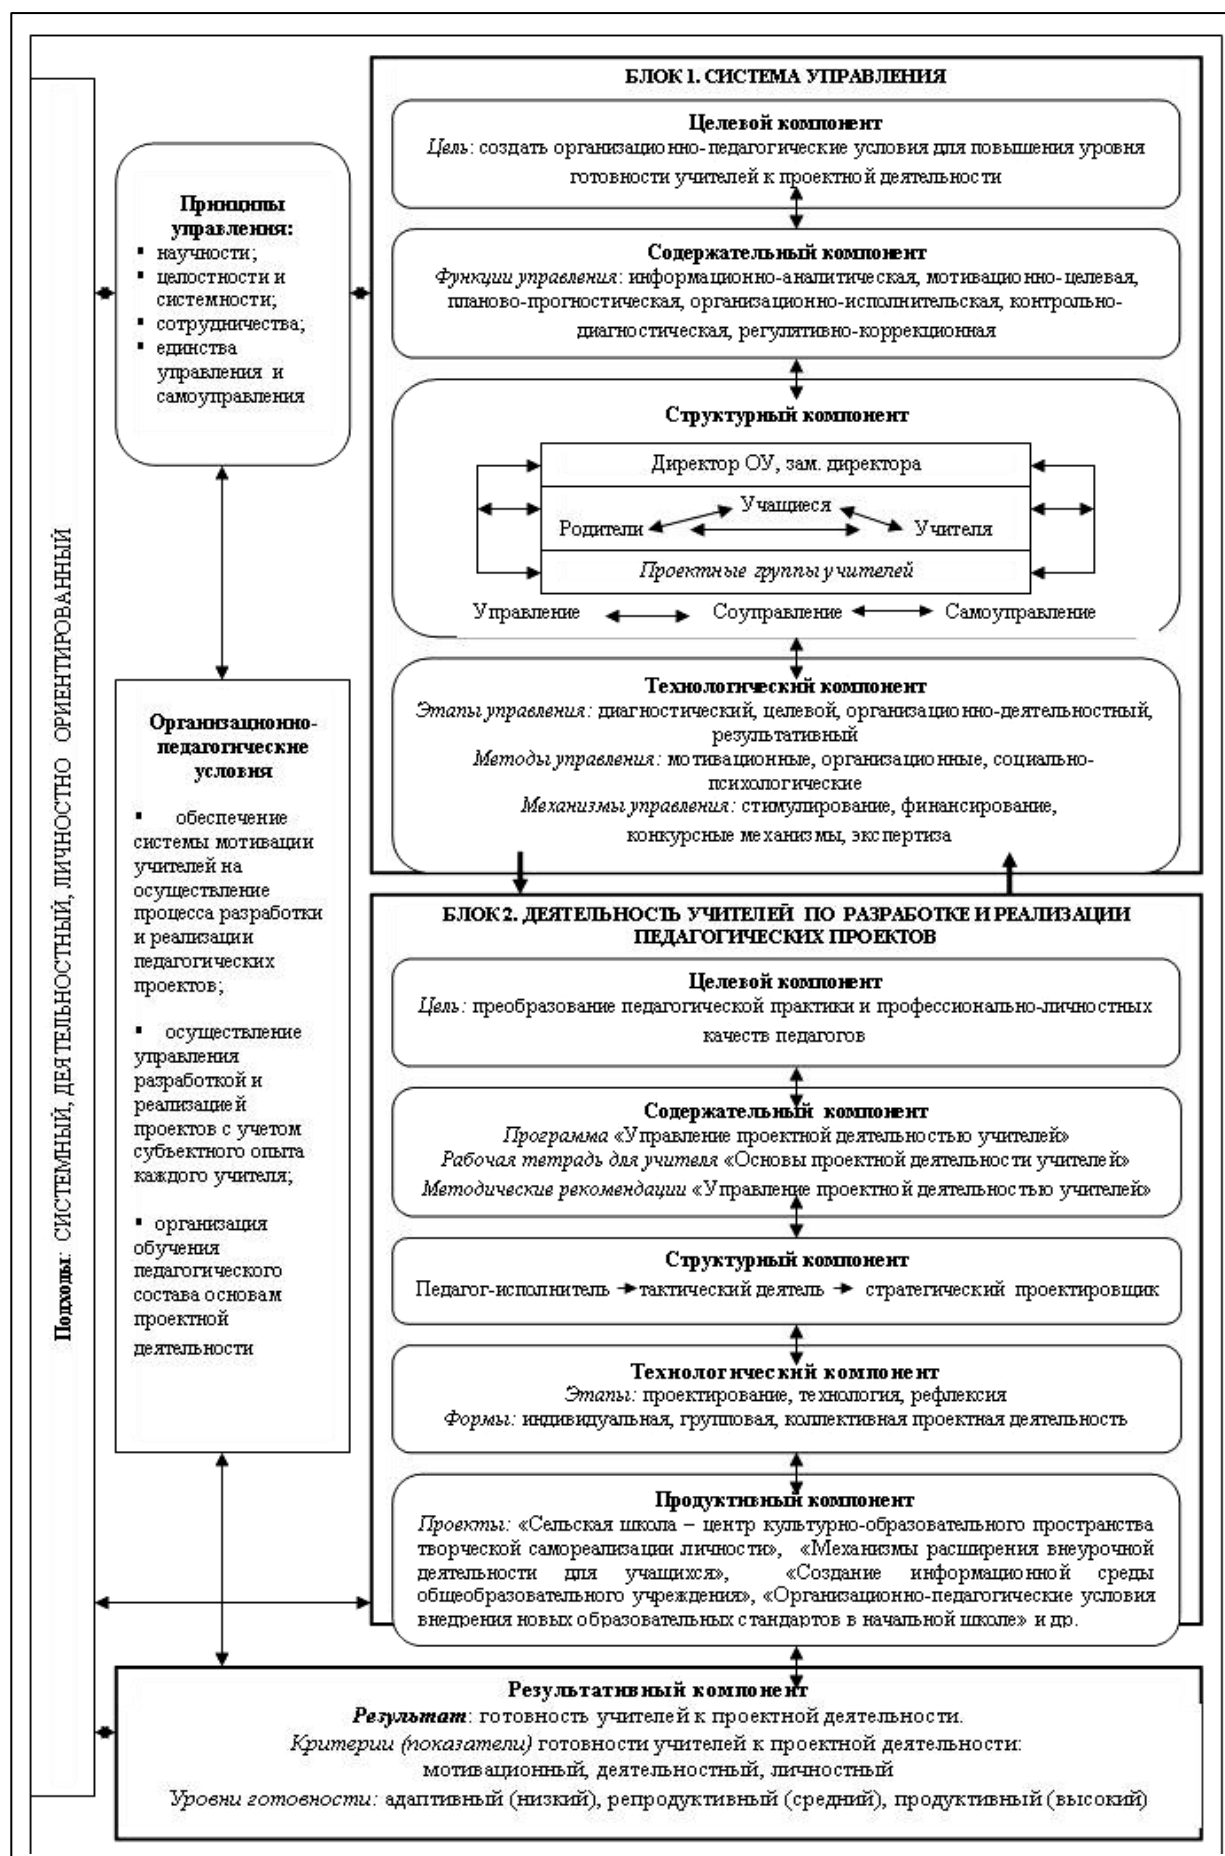 Подходы: СИСТЕМНЫЙ, ДЕЯТЕЛЬНОСТНЫЙ, ЛИЧНОСТНО ОРИЕНТИРОВАННЫЙ
Принципы
управления:
▪ научности;
▪ целостности и
системности;
▪ сотрудничества;
▪ единства
управления и
самоуправления
Организационно-
педагогические
условия
▪ обеспечение
системы мотивации
учителей на
осуществление
процесса разработки
и реализации
педагогических
проектов;
▪ осуществление
управления
разработкой и
реализацией
проектов с учетом
субъектного опыта
каждого учителя;
▪ организация
обучения
педагогического
состава основам
проектной
деятельности
БЛОК 1. СИСТЕМА УПРАВЛЕНИЯ
Целевой компонент
Цель: создать организационно-педагогические условия для повышения уровня
готовности учителей к проектной деятельности
Содержательный компонент
Функции управления: информационно-аналитическая, мотивационно-целевая,
планово-прогностическая, организационно-исполнительская, контрольно-
диагностическая, регулятивно-коррекционная
Структурный компонент
Директор ОУ, зам. директора
Учащиеся
Родители Учителя
Проектные группы учителей
Управление Соуправление Самоуправление
Технологический компонент
Этапы управления: диагностический, целевой, организационно-деятельностный,
результативный
Методы управления: мотивационные, организационные, социально-
психологические
Механизмы управления: стимулирование, финансирование,
конкурсные механизмы, экспертиза
БЛОК 2. ДЕЯТЕЛЬНОСТЬ УЧИТЕЛЕЙ ПО РАЗРАБОТКЕ И РЕАЛИЗАЦИИ
ПЕДАГОГИЧЕСКИХ ПРОЕКТОВ
Целевой компонент
Цель: преобразование педагогической практики и профессионально-личностных
качеств педагогов
Содержательный компонент
Программа «Управление проектной деятельностью учителей»
Рабочая тетрадь для учителя «Основы проектной деятельности учителей»
Методические рекомендации «Управление проектной деятельностью учителей»
Структурный компонент
Педагог-исполнитель тактический деятель стратегический проектировщик
Технологический компонент
Этапы: проектирование, технология, рефлексия
Формы: индивидуальная, групповая, коллективная проектная деятельность
Продуктивный компонент
Проекты: «Сельская школа – центр культурно-образовательного пространства
творческой самореализации личности», «Механизмы расширения внеурочной
деятельности для учащихся», «Создание информационной среды
общеобразовательного учреждения», «Организационно-педагогические условия
внедрения новых образовательных стандартов в начальной школе» и др.
Результативный компонент
Результат: готовность учителей к проектной деятельности.
Критерии (показатели) готовности учителей к проектной деятельности:
мотивационный, деятельностный, личностный
Уровни готовности: адаптивный (низкий), репродуктивный (средний), продуктивный (высокий)